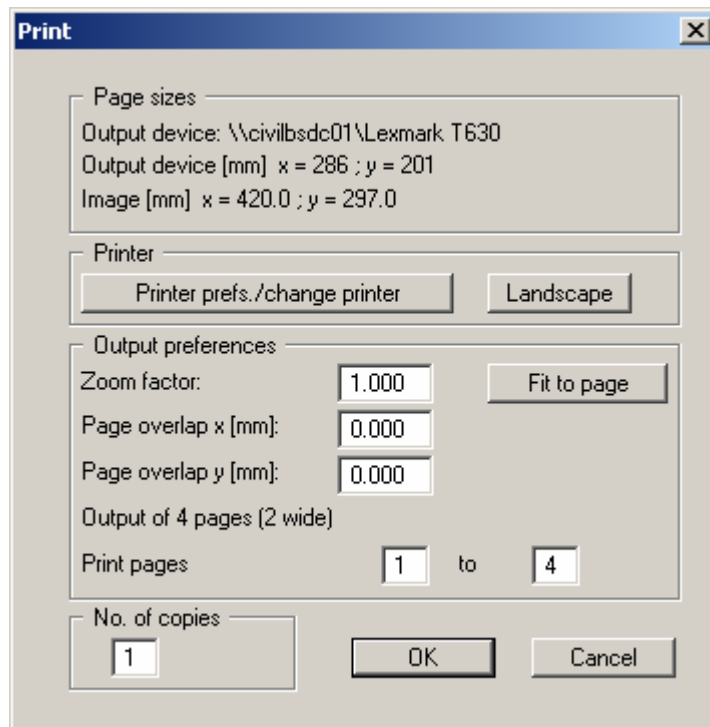 Print
Page sizes
Output device: \\civilbsdc01\Lexmark T630
Output device [mm]  x = 286 ; y = 201
Image [mm]  x = 420.0 ; y = 297.0
Printer
Printer prefs./change printer
Landscape
Output preferences
Zoom factor: 1.000 Fit to page
Page overlap x [mm]: 0.000
Page overlap y [mm]: 0.000
Output of 4 pages (2 wide)
Print pages 1 to 4
No. of copies
1 OK Cancel